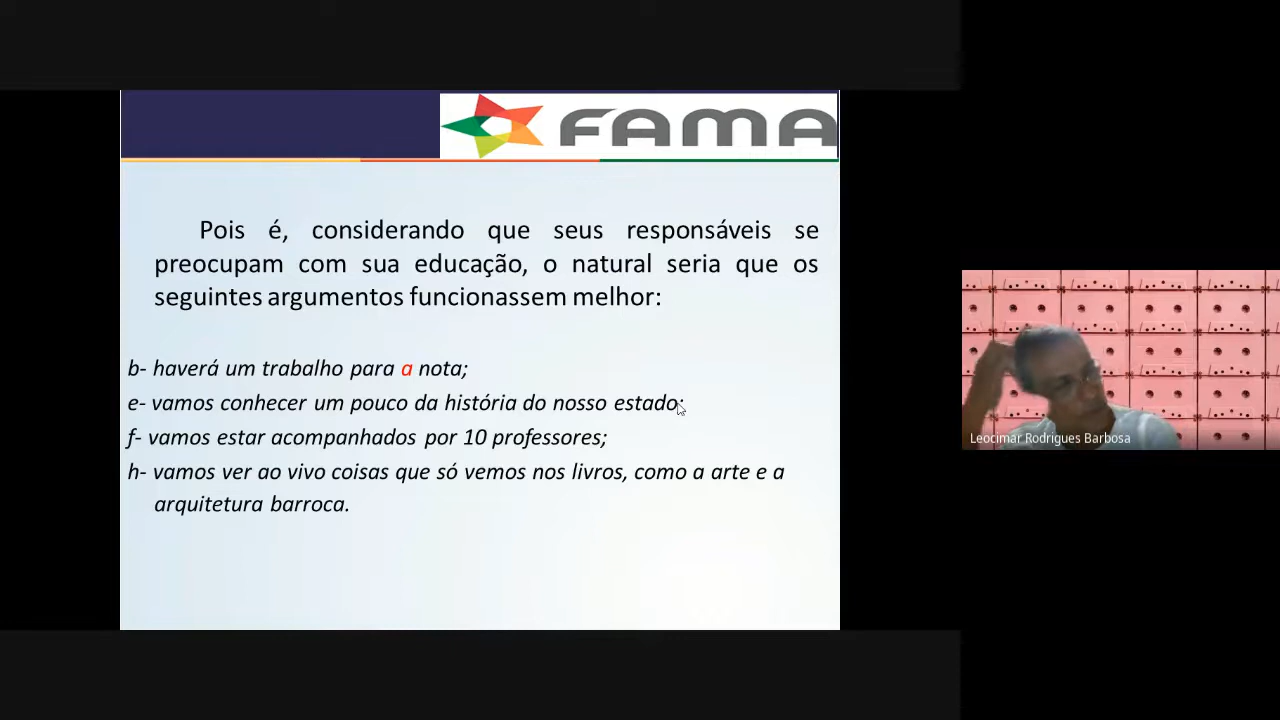 FAMA
Pois é, considerando que seus responsáveis se
preocupam com sua educação, o natural seria que os
seguintes argumentos funcionassem melhor:
b- haverá um trabalho para a nota;
e- vamos conhecer um pouco da história do nosso estado;
f- vamos estar acompanhados por 10 professores;
h- vamos ver ao vivo coisas que só vemos nos livros, como a arte e a
arquitetura barroca.
Leocimar Rodrigues Barbosa